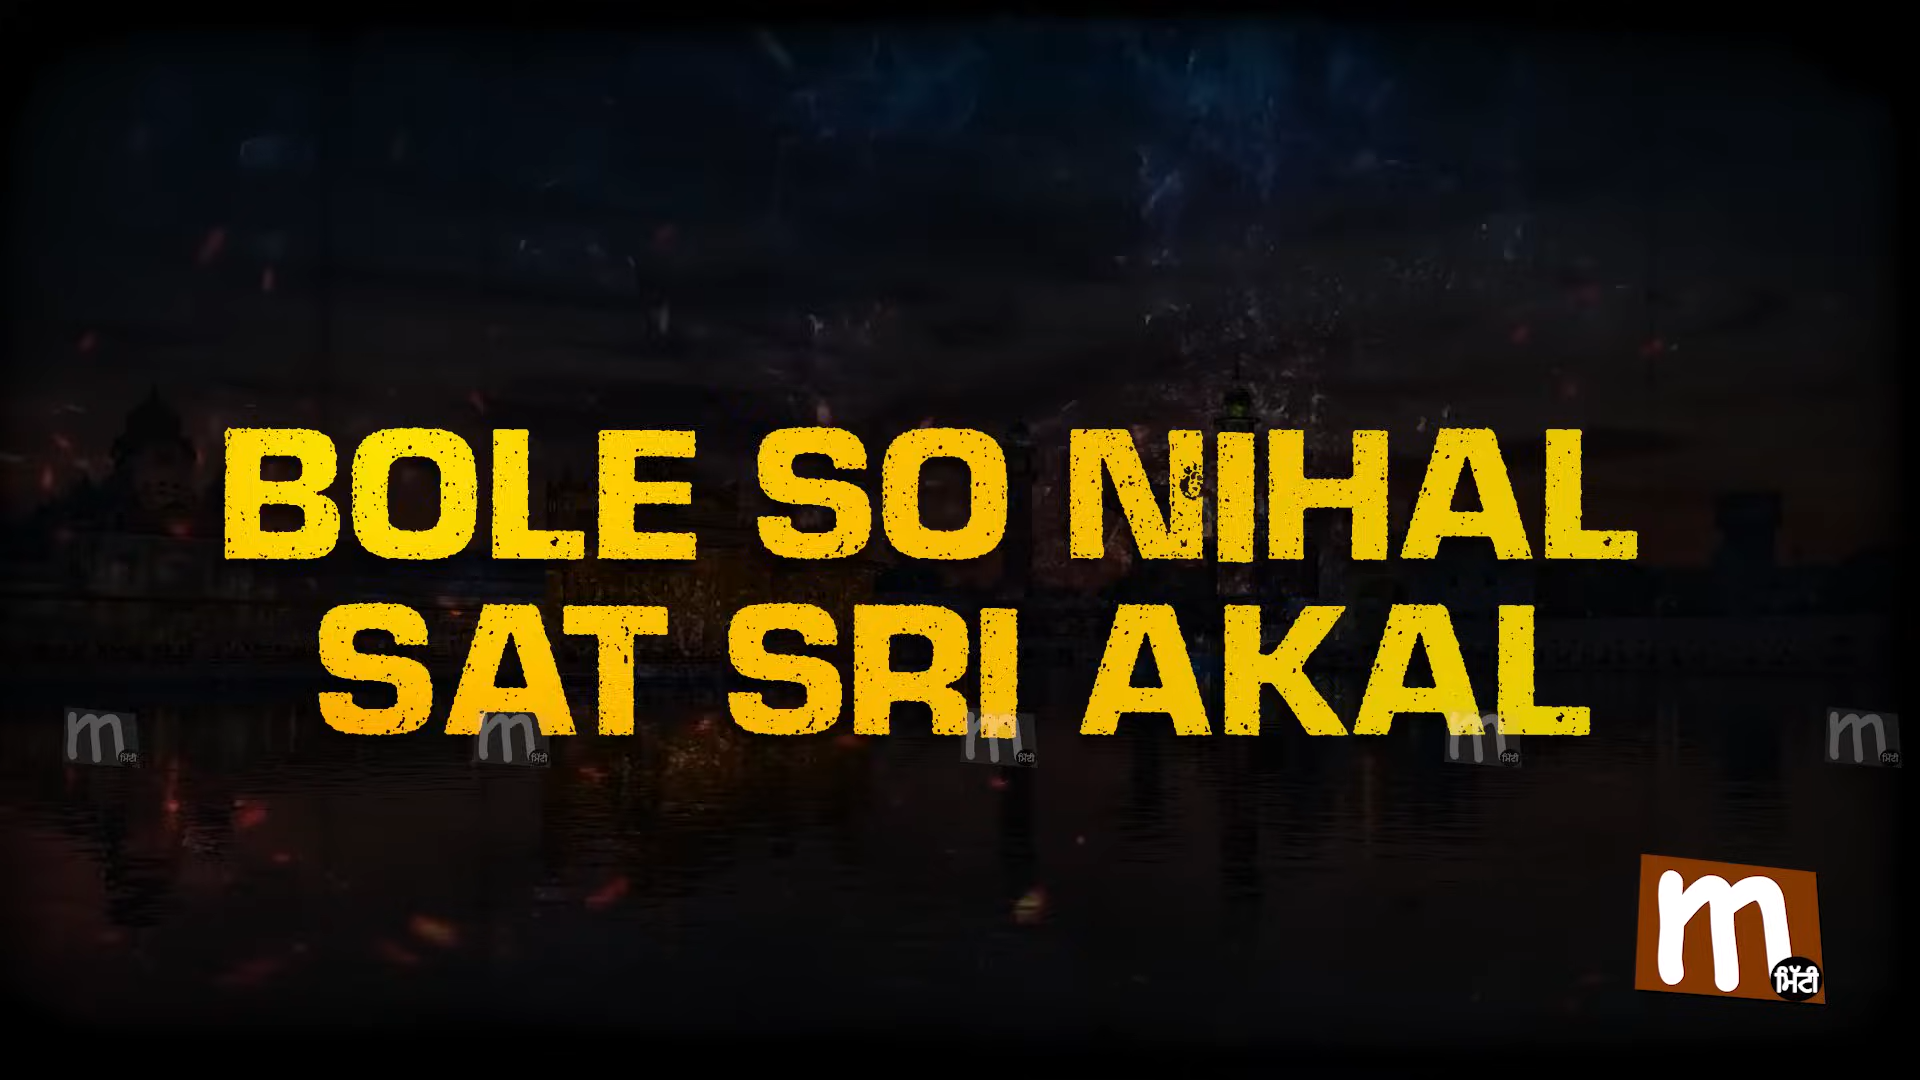 BOLE SO NIHAL
SAT SRI AKAL
m
ਮਿੱਟੀ